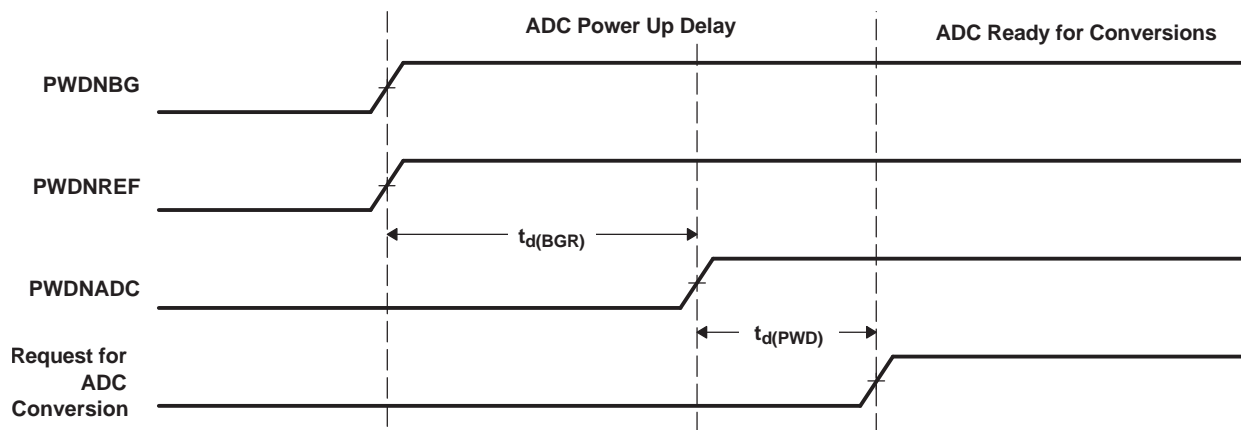 ADC Power Up Delay
ADC Ready for Conversions
PWDNBG
PWDNREF
td(BGR)
PWDNADC
td(PWD)
Request for
ADC
Conversion